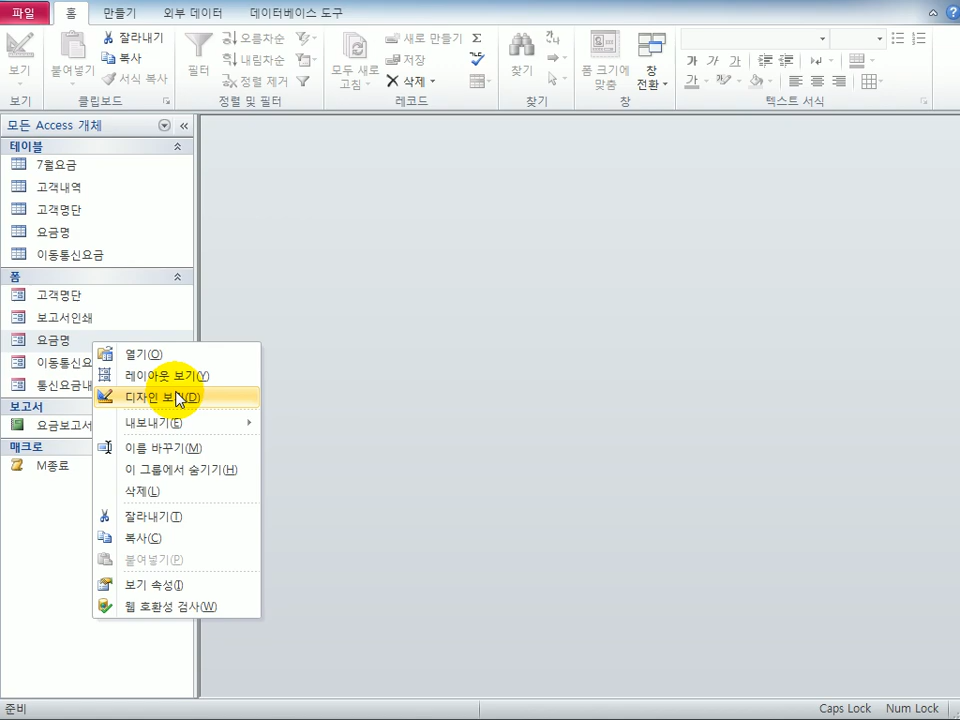 파일 홈 만들기 외부 데이터 데이터베이스 도구
보기
붙여넣기
잘라내기
복사
서식 복사
필터
오름차순
내림차순
정렬 제거
모두 새로
고침
새로 만들기
저장
삭제
찾기
폼 크기에
맞춤
창
전환
가 가 가
가
보기 클립보드 정렬 및 필터 레코드 찾기 창 텍스트 서식
모든 Access 개체
테이블
7월요금
고객내역
고객명단
요금명
이동통신요금
폼
고객명단
보고서인쇄
요금명
이동통신요
통신요금내
보고서
요금보고서
매크로
M종료
열기(O)
레이아웃 보기(Y)
디자인 보기(D)
내보내기(E)
이름 바꾸기(M)
이 그룹에서 숨기기(H)
삭제(L)
잘라내기(T)
복사(C)
붙여넣기(P)
보기 속성(I)
웹 호환성 검사(W)
준비 Caps Lock Num Lock